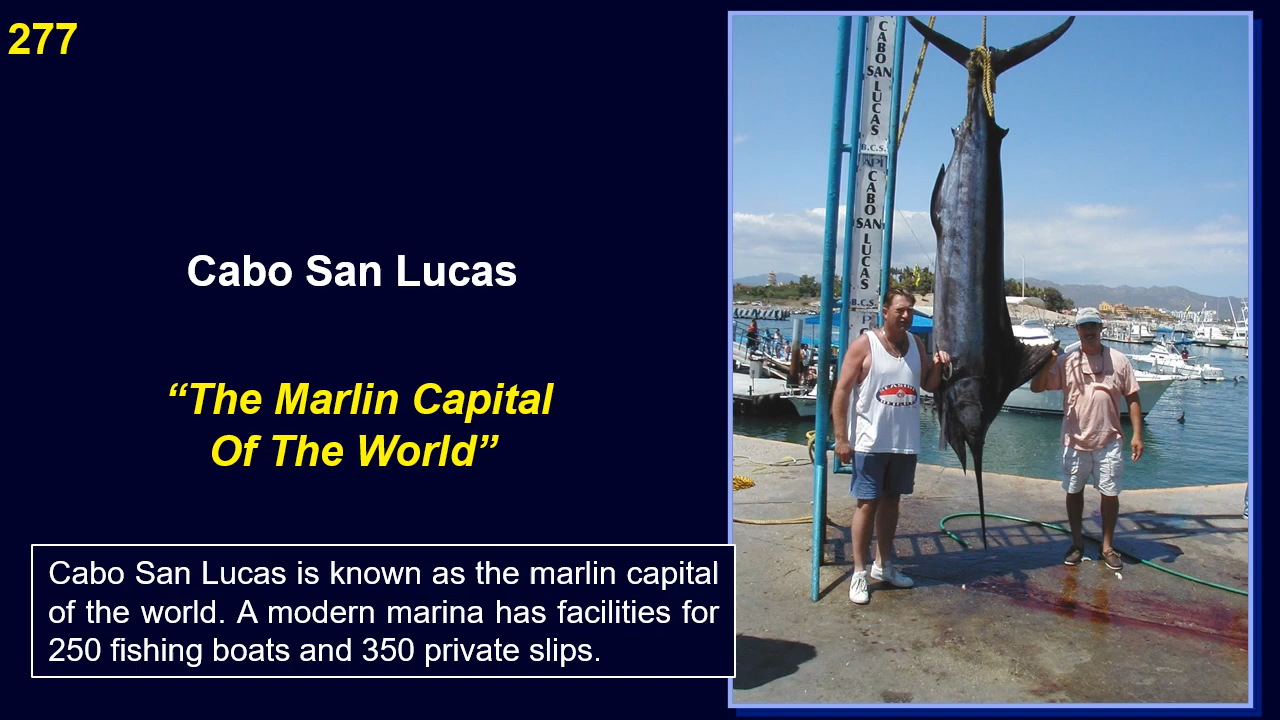 277
Cabo San Lucas
“The Marlin Capital
Of The World”
Cabo San Lucas is known as the marlin capital
of the world. A modern marina has facilities for
250 fishing boats and 350 private slips.
CABO
SAN
LUCAS
B.C.S.
API
CABO
SAN
LUCAS
B.C.S.